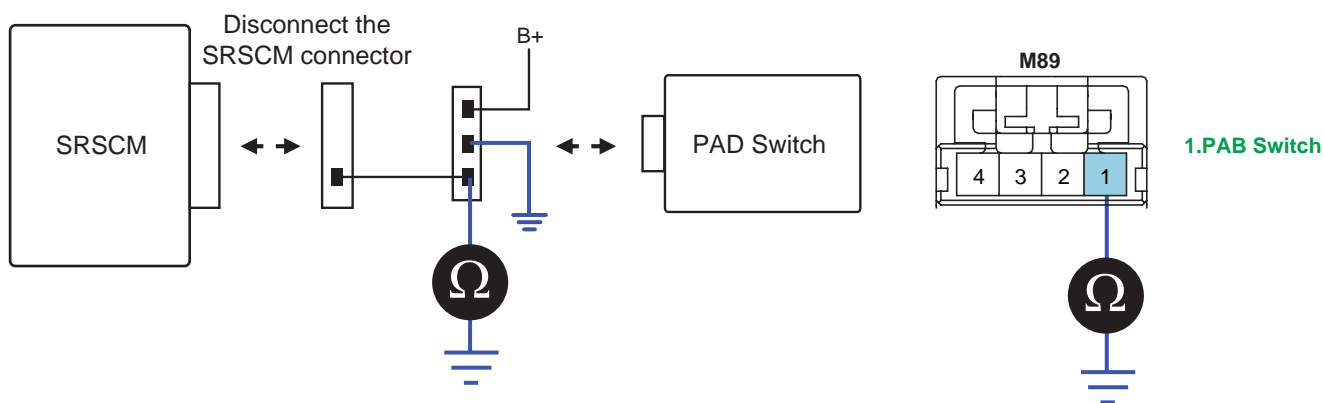 Disconnect the
SRSCM connector
B+
M89
SRSCM
PAD Switch
1.PAB Switch
4 3 2 1
Ω
Ω